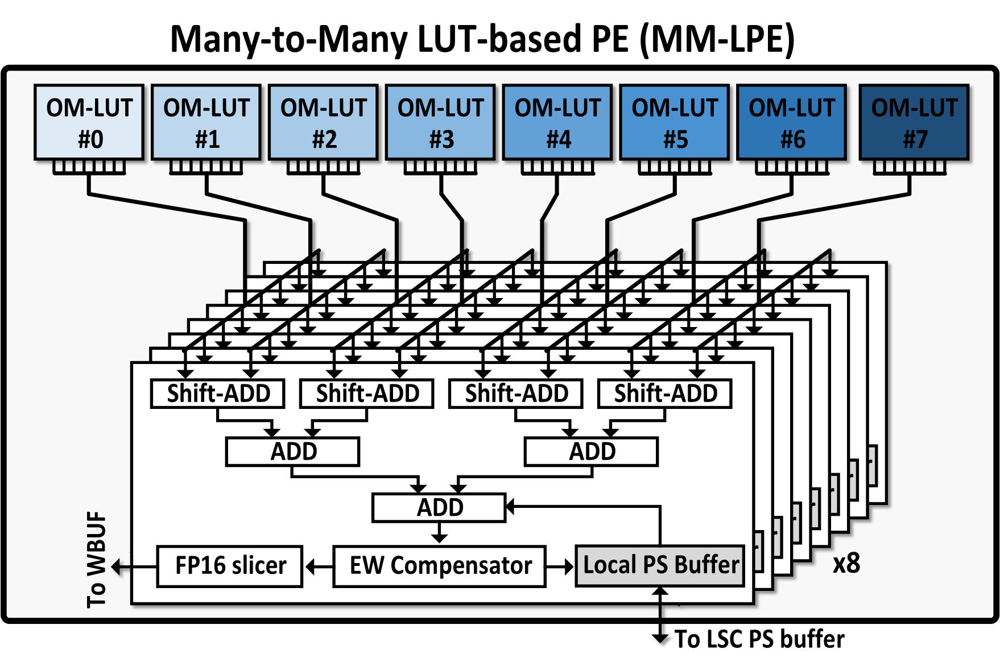 Many-to-Many LUT-based PE (MM-LPE)
OM-LUT
#0
OM-LUT
#1
OM-LUT
#2
OM-LUT
#3
OM-LUT
#4
OM-LUT
#5
OM-LUT
#6
OM-LUT
#7
Shift-ADD
Shift-ADD
Shift-ADD
Shift-ADD
ADD
ADD
ADD
FP16 slicer
EW Compensator
Local PS Buffer
x8
To WBUF
To LSC PS buffer